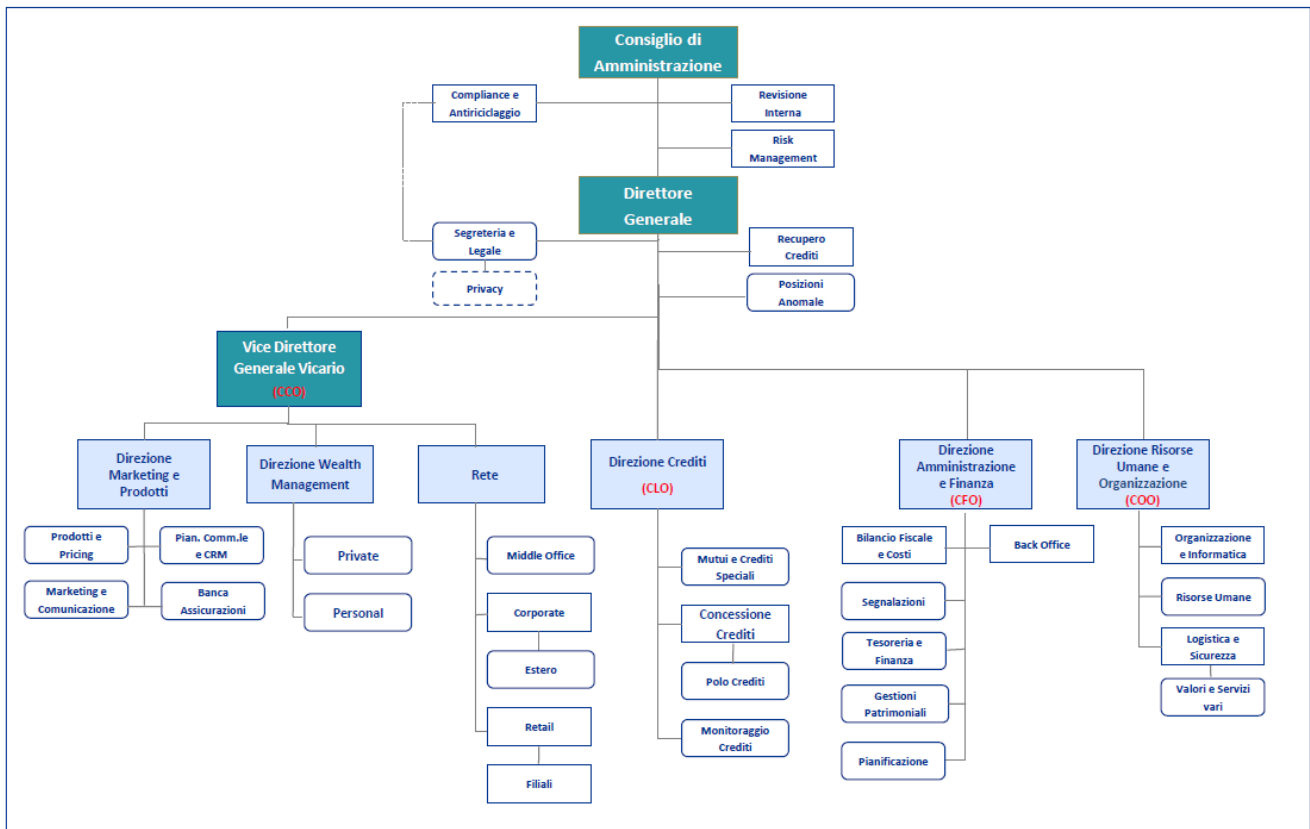 Consiglio di
Amministrazione
Compliance e
Antiriciclaggio
Revisione
Interna
Risk
Management
Direttore
Generale
Segreteria e
Legale
Privacy
Recupero
Crediti
Posizioni
Anomale
Vice Direttore
Generale Vicario
(CCO)
Direzione
Marketing e
Prodotti
Direzione Wealth
Management
Rete
Direzione Crediti
(CLO)
Direzione
Amministrazione
e Finanza
(CFO)
Direzione Risorse
Umane e
Organizzazione
(COO)
Prodotti e
Pricing
Pian. Comm.le
e CRM
Marketing e
Comunicazione
Banca
Assicurazioni
Private
Personal
Middle Office
Corporate
Estero
Retail
Filiali
Mutui e Crediti
Speciali
Concessione
Crediti
Polo Crediti
Monitoraggio
Crediti
Bilancio Fiscale
e Costi
Back Office
Segnalazioni
Tesoreria e
Finanza
Gestioni
Patrimoniali
Pianificazione
Organizzazione
e Informatica
Risorse Umane
Logistica e
Sicurezza
Valori e Servizi
vari